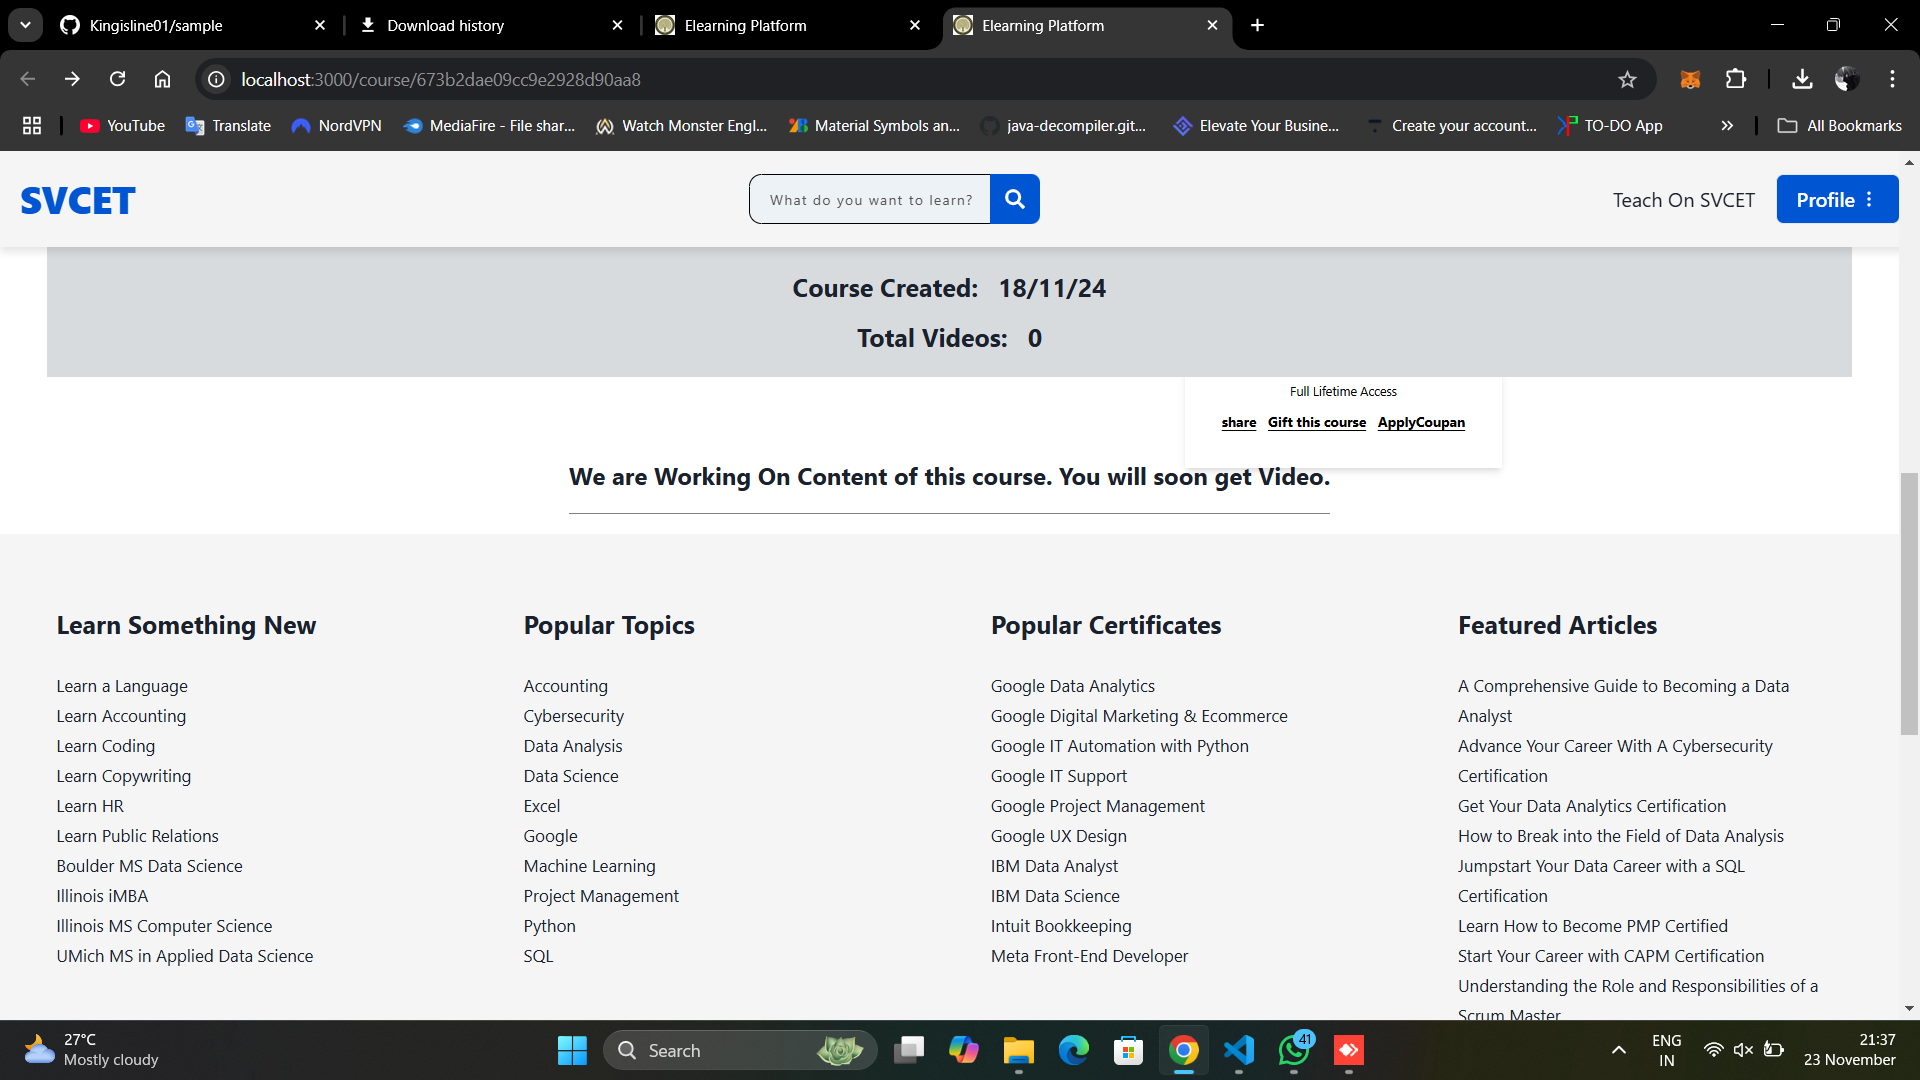 Kingisline01/sample
Download history
Elearning Platform
Elearning Platform
localhost:3000/course/673b2dae09cc9e2928d90aa8
YouTube
Translate
NordVPN
MediaFire - File shar...
Watch Monster Engl...
Material Symbols an...
java-decompiler.git...
Elevate Your Busine...
Create your account...
TO-DO App
All Bookmarks
SVCET
What do you want to learn?
Teach On SVCET
Profile
Course Created: 18/11/24
Total Videos: 0
Full Lifetime Access
share Gift this course ApplyCoupan
We are Working On Content of this course. You will soon get Video.
Learn Something New
Learn a Language
Learn Accounting
Learn Coding
Learn Copywriting
Learn HR
Learn Public Relations
Boulder MS Data Science
Illinois iMBA
Illinois MS Computer Science
UMich MS in Applied Data Science
Popular Topics
Accounting
Cybersecurity
Data Analysis
Data Science
Excel
Google
Machine Learning
Project Management
Python
SQL
Popular Certificates
Google Data Analytics
Google Digital Marketing & Ecommerce
Google IT Automation with Python
Google IT Support
Google Project Management
Google UX Design
IBM Data Analyst
IBM Data Science
Intuit Bookkeeping
Meta Front-End Developer
Featured Articles
A Comprehensive Guide to Becoming a Data
Analyst
Advance Your Career With A Cybersecurity
Certification
Get Your Data Analytics Certification
How to Break into the Field of Data Analysis
Jumpstart Your Data Career with a SQL
Certification
Learn How to Become PMP Certified
Start Your Career with CAPM Certification
Understanding the Role and Responsibilities of a
Scrum Master
27°C
Mostly cloudy
Search
41
ENG
IN
21:37
23 November